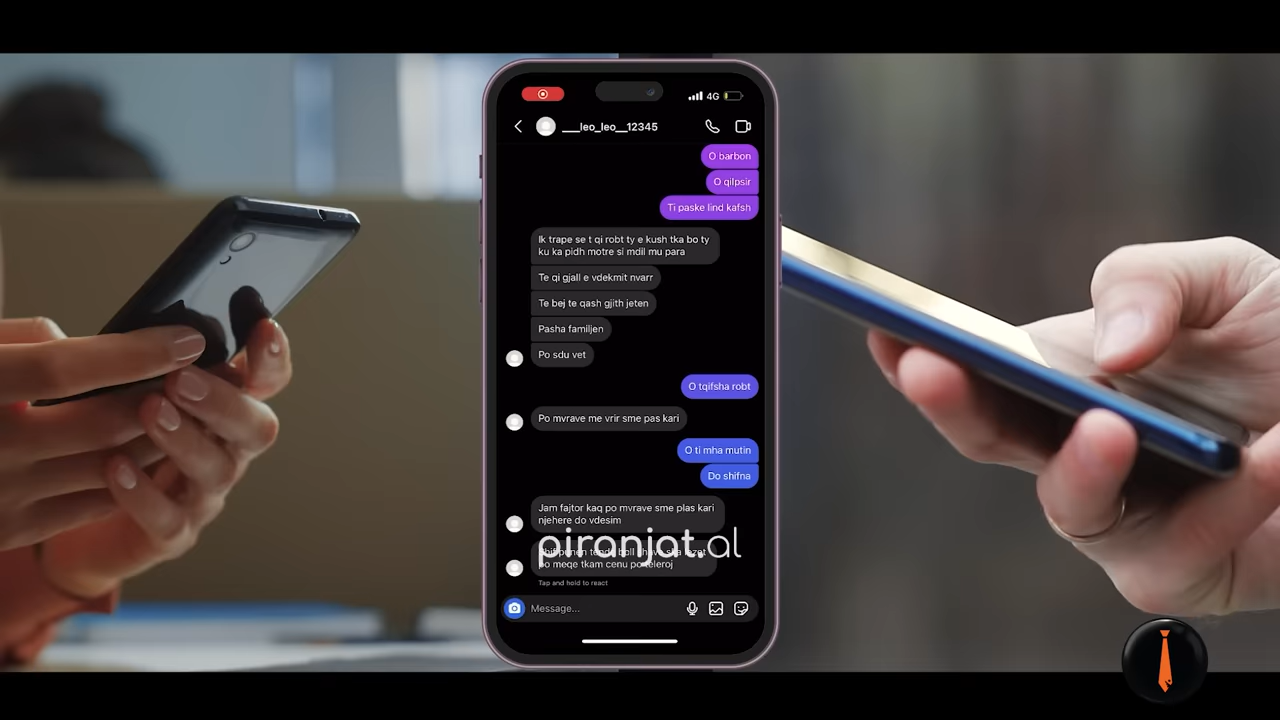 4G
___leo_leo__12345
O barbon
O qilpsir
Ti paske lind kafsh
Ik trape se t qi robt ty e kush tka bo ty
ku ka pidh motre si mdil mu para
Te qi gjall e vdekmit nvarr
Te bej te qash gjith jeten
Pasha familjen
Po sdu vet
O tqifsha robt
Po mvrave me vrir sme pas kari
O ti mha mutin
Do shifna
Jam fajtor kaq po mvrave sme plas kari
njehere do vdesim
piranjat.al
po meqe tkam cenu po toleroj
Tap and hold to react
Message...